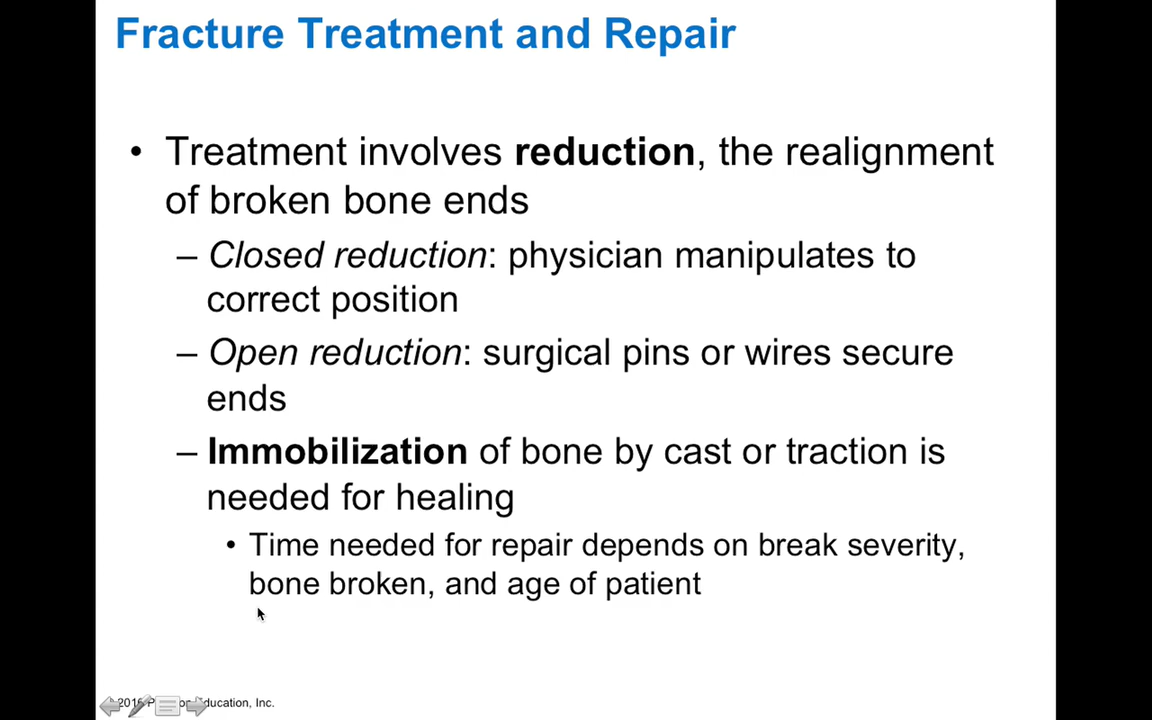 Fracture Treatment and Repair
• Treatment involves reduction, the realignment
of broken bone ends
– Closed reduction: physician manipulates to
correct position
– Open reduction: surgical pins or wires secure
ends
– Immobilization of bone by cast or traction is
needed for healing
• Time needed for repair depends on break severity,
bone broken, and age of patient
Inc.